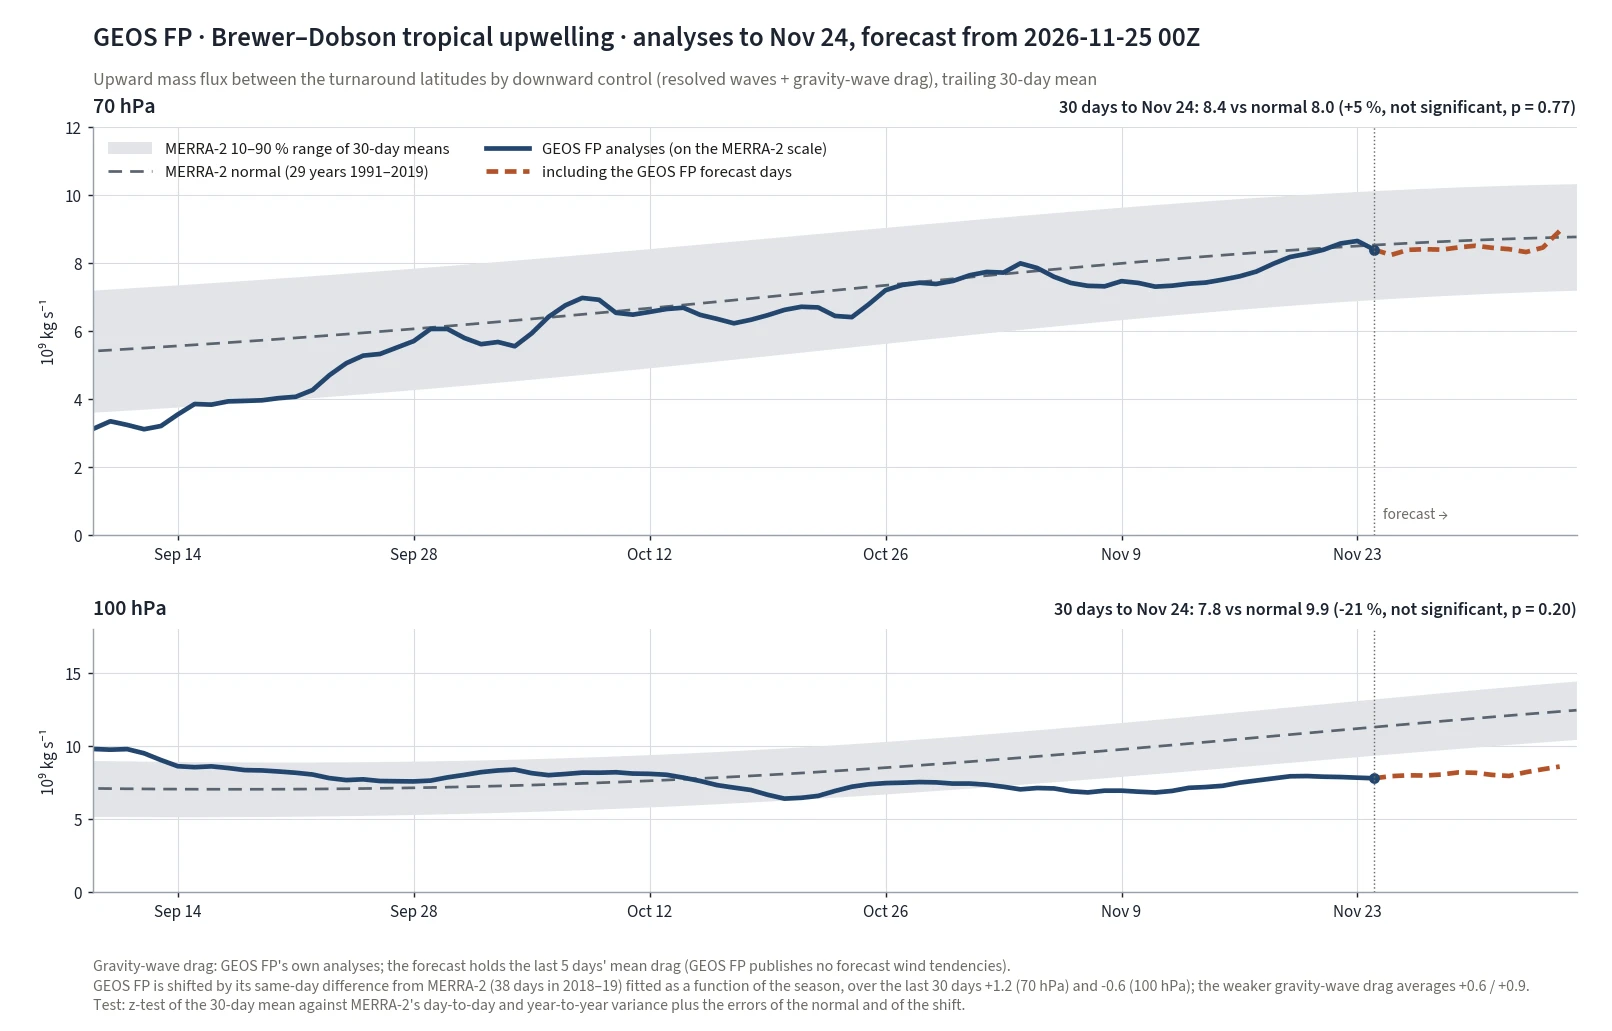 GEOS FP · Brewer–Dobson tropical upwelling · analyses to Nov 24, forecast from 2026-11-25 00Z
Upward mass flux between the turnaround latitudes by downward control (resolved waves + gravity-wave drag), trailing 30-day mean
70 hPa
30 days to Nov 24: 8.4 vs normal 8.0 (+5 %, not significant, p = 0.77)
MERRA-2 10–90 % range of 30-day means
GEOS FP analyses (on the MERRA-2 scale)
MERRA-2 normal (29 years 1991–2019)
including the GEOS FP forecast days
12
10
8
6
4
2
0
10⁹ kg s⁻¹
forecast →
Sep 14
Sep 28
Oct 12
Oct 26
Nov 9
Nov 23
100 hPa
30 days to Nov 24: 7.8 vs normal 9.9 (-21 %, not significant, p = 0.20)
15
10
5
0
10⁹ kg s⁻¹
Sep 14
Sep 28
Oct 12
Oct 26
Nov 9
Nov 23
Gravity-wave drag: GEOS FP's own analyses; the forecast holds the last 5 days' mean drag (GEOS FP publishes no forecast wind tendencies).
GEOS FP is shifted by its same-day difference from MERRA-2 (38 days in 2018–19) fitted as a function of the season, over the last 30 days +1.2 (70 hPa) and -0.6 (100 hPa); the weaker gravity-wave drag averages +0.6 / +0.9.
Test: z-test of the 30-day mean against MERRA-2's day-to-day and year-to-year variance plus the errors of the normal and of the shift.